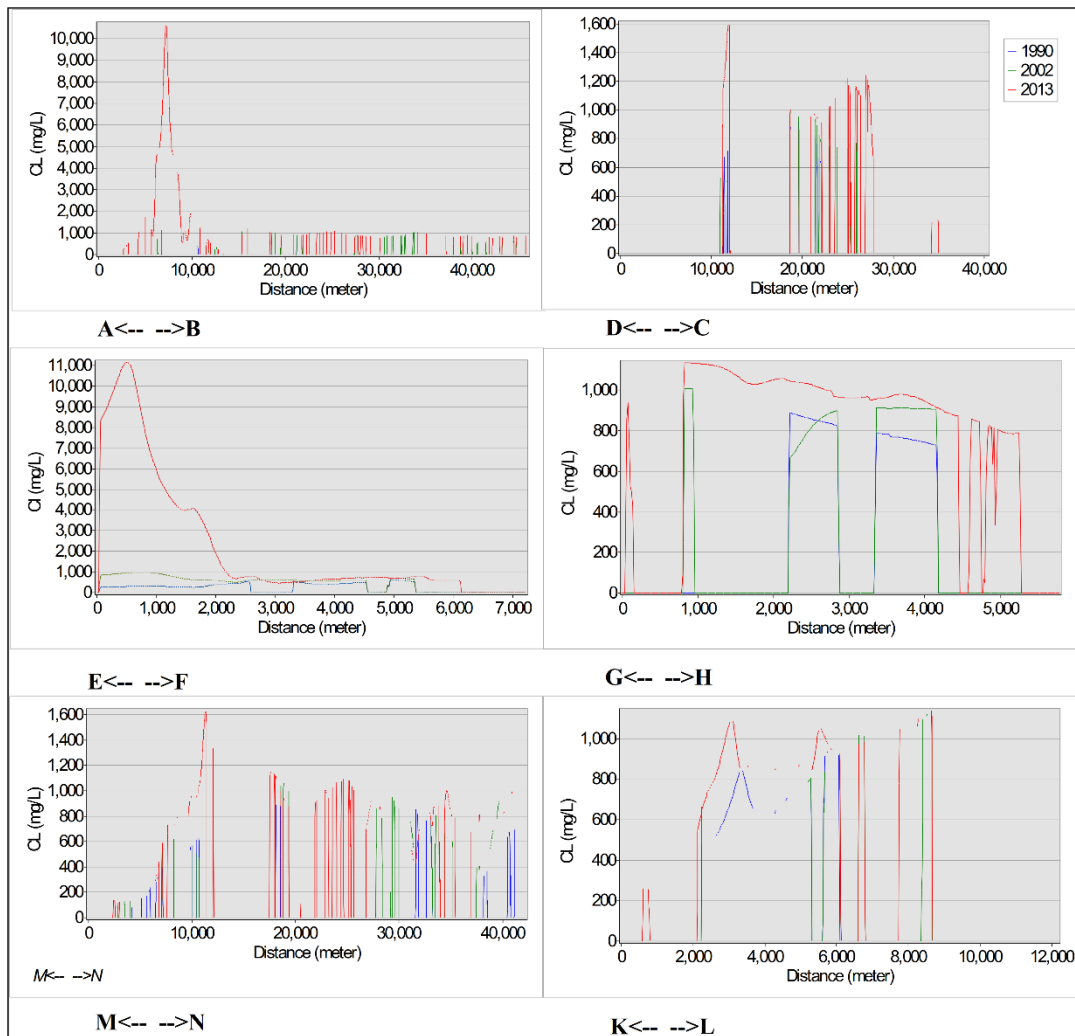 CL (mg/L)
10,000
9,000
8,000
7,000
6,000
5,000
4,000
3,000
2,000
1,000
0
0 10,000 20,000 30,000 40,000
Distance (meter)
A<-- -->B
CL (mg/L)
1,600
1,400
1,200
1,000
800
600
400
200
0
0 10,000 20,000 30,000 40,000
Distance (meter)
D<-- -->C
1990
2002
2013
Cl (mg/L)
11,000
10,000
9,000
8,000
7,000
6,000
5,000
4,000
3,000
2,000
1,000
0
0 1,000 2,000 3,000 4,000 5,000 6,000 7,000
Distance (meter)
E<-- -->F
CL (mg/L)
1,000
800
600
400
200
0
0 1,000 2,000 3,000 4,000 5,000
Distance (meter)
G<-- -->H
CL (mg/L)
1,600
1,400
1,200
1,000
800
600
400
200
0
0 10,000 20,000 30,000 40,000
Distance (meter)
M<-- -->N
M<-- -->N
CL (mg/L)
1,000
800
600
400
200
0
0 2,000 4,000 6,000 8,000 10,000 12,000
Distance (meter)
K<-- -->L